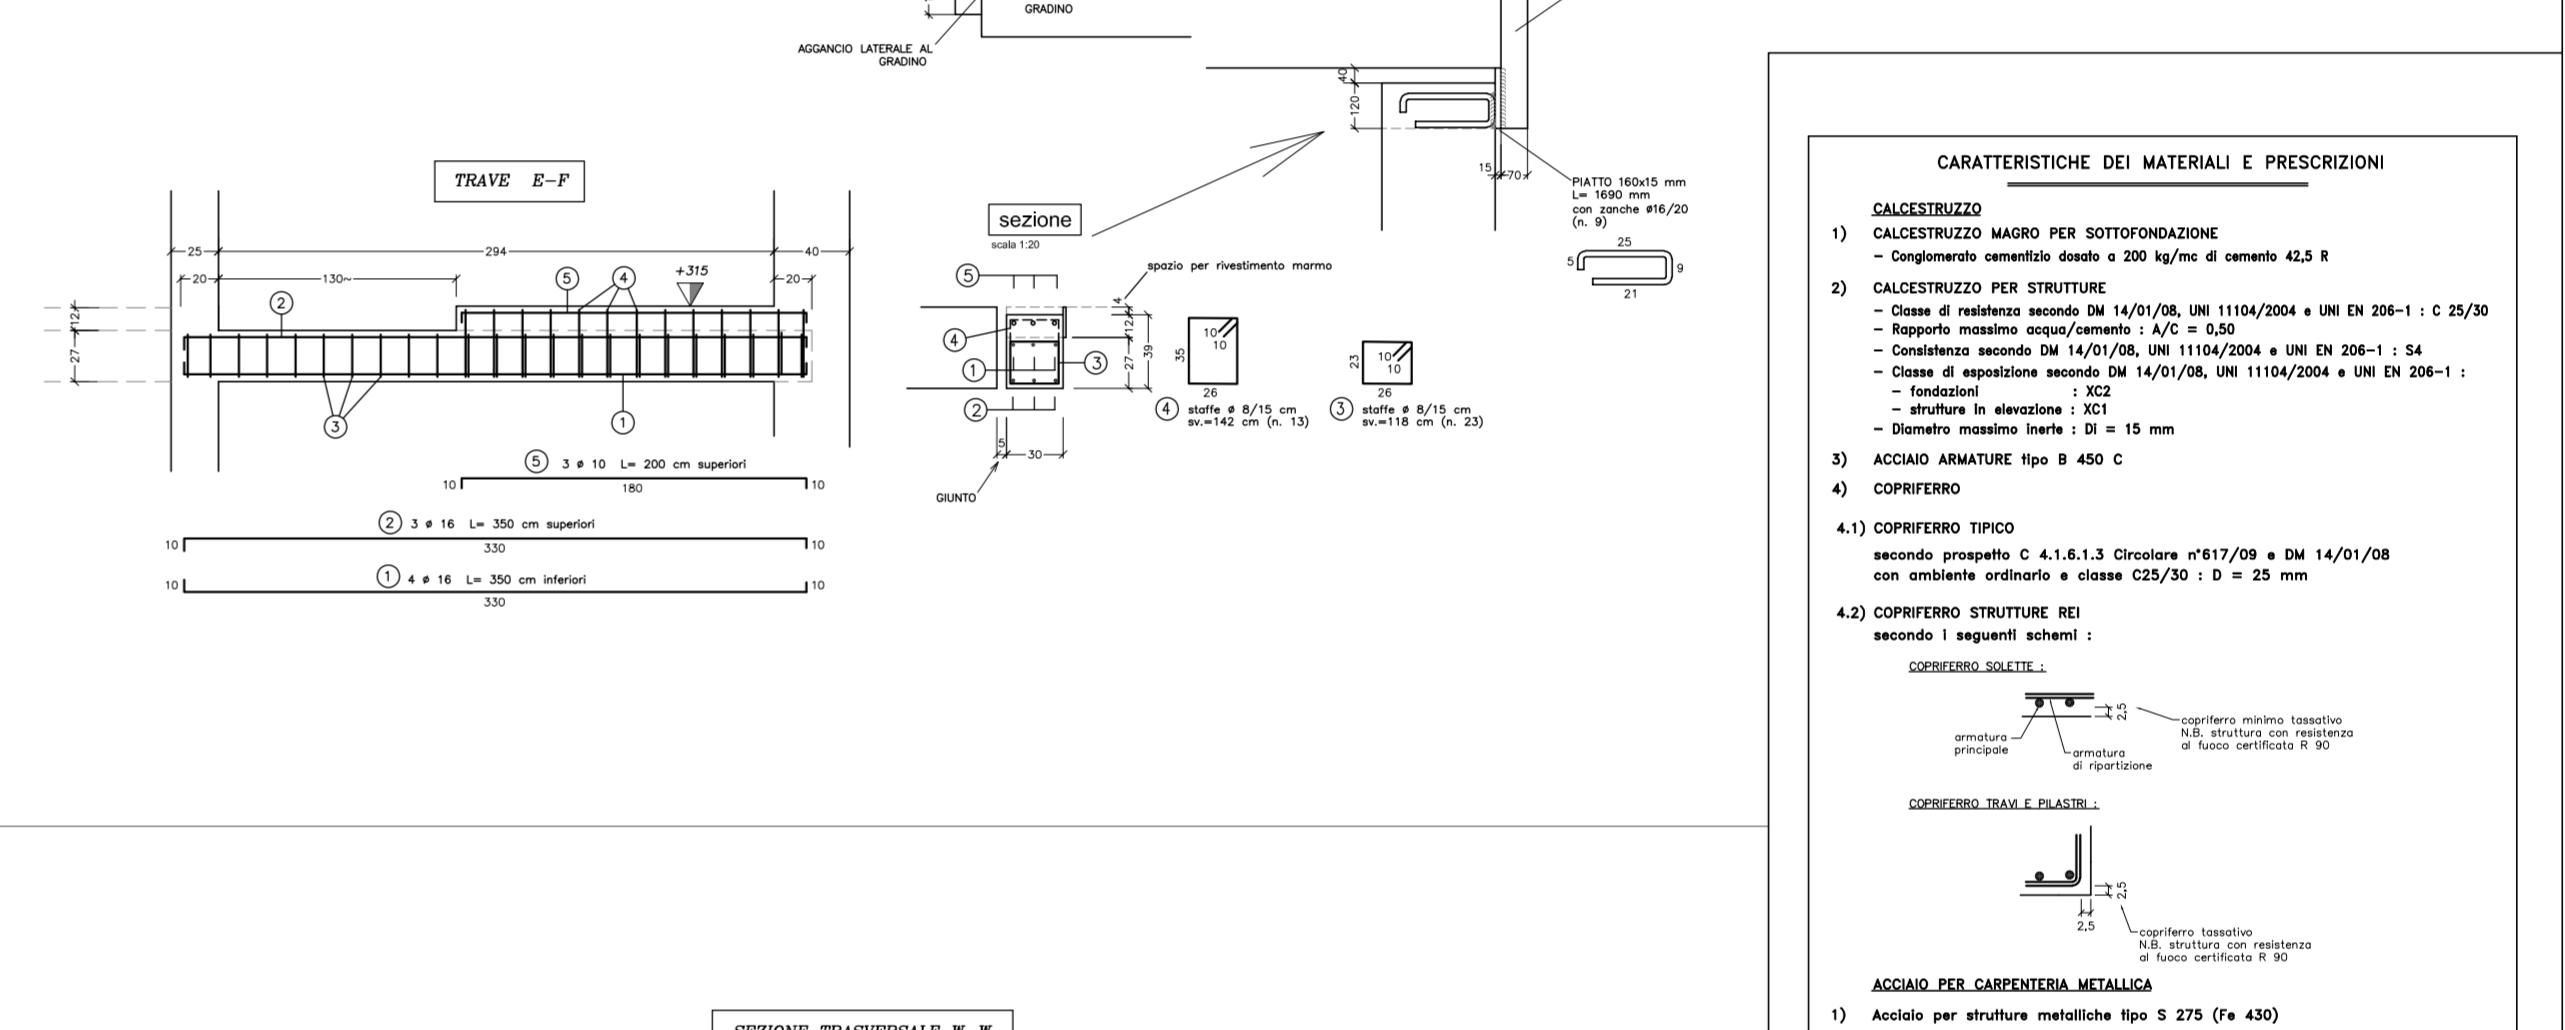 GRADINO
AGGANCIO LATERALE AL
GRADINO
40
120
15
70
PIATTO 160x15 mm
L= 1690 mm
con zanche ø16/20
(n. 9)
25
5
9
21
TRAVE E-F
25
294
40
20
130~
20
+315
5
4
2
12
27
3
1
5 3 ø 10 L= 200 cm superiori
10
180
10
2 3 ø 16 L= 350 cm superiori
10
330
10
1 4 ø 16 L= 350 cm inferiori
10
330
10
sezione
scala 1:20
5
spazio per rivestimento marmo
4
12
27
39
4
1
3
2
5
30
GIUNTO
35
10
10
26
4 staffe ø 8/15 cm
sv.=142 cm (n. 13)
23
10
10
26
3 staffe ø 8/15 cm
sv.=118 cm (n. 23)
CARATTERISTICHE DEI MATERIALI E PRESCRIZIONI
CALCESTRUZZO
1) CALCESTRUZZO MAGRO PER SOTTOFONDAZIONE
- Conglomerato cementizio dosato a 200 kg/mc di cemento 42,5 R
2) CALCESTRUZZO PER STRUTTURE
- Classe di resistenza secondo DM 14/01/08, UNI 11104/2004 e UNI EN 206-1 : C 25/30
- Rapporto massimo acqua/cemento : A/C = 0,50
- Consistenza secondo DM 14/01/08, UNI 11104/2004 e UNI EN 206-1 : S4
- Classe di esposizione secondo DM 14/01/08, UNI 11104/2004 e UNI EN 206-1 :
- fondazioni : XC2
- strutture in elevazione : XC1
- Diametro massimo inerte : Di = 15 mm
3) ACCIAIO ARMATURE tipo B 450 C
4) COPRIFERRO
4.1) COPRIFERRO TIPICO
secondo prospetto C 4.1.6.1.3 Circolare n°617/09 e DM 14/01/08
con ambiente ordinario e classe C25/30 : D = 25 mm
4.2) COPRIFERRO STRUTTURE REI
secondo i seguenti schemi :
COPRIFERRO SOLETTE :
2,5
copriferro minimo tassativo
N.B. struttura con resistenza
al fuoco certificata R 90
armatura
principale
armatura
di ripartizione
COPRIFERRO TRAVI E PILASTRI :
2,5
2,5
copriferro tassativo
N.B. struttura con resistenza
al fuoco certificata R 90
ACCIAIO PER CARPENTERIA METALLICA
1) Acciaio per strutture metalliche tipo S 275 (Fe 430)
SEZIONE TRASVERSALE W-W